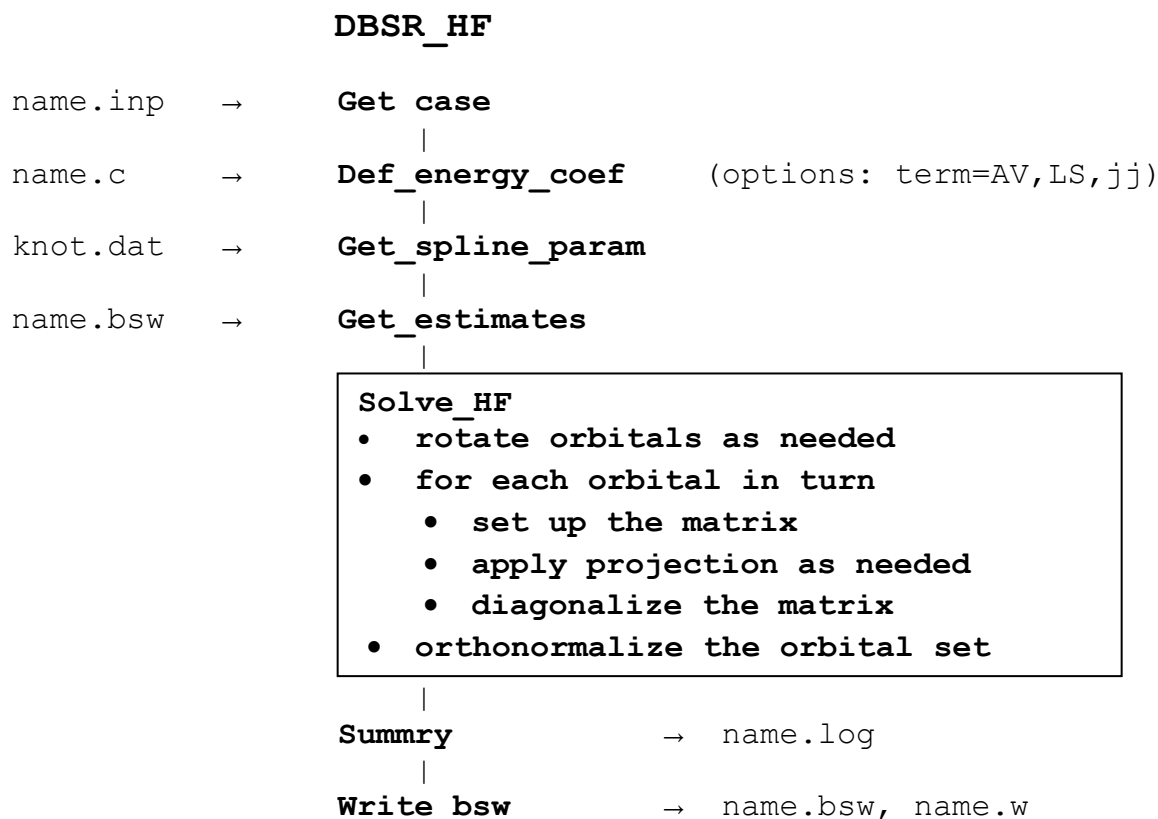 DBSR_HF
name.inp → Get case
|
name.c → Def_energy_coef (options: term=AV,LS,jj)
|
knot.dat → Get_spline_param
|
name.bsw → Get_estimates
|
Solve_HF
• rotate orbitals as needed
• for each orbital in turn
• set up the matrix
• apply projection as needed
• diagonalize the matrix
• orthonormalize the orbital set
|
Summry → name.log
|
Write bsw → name.bsw, name.w